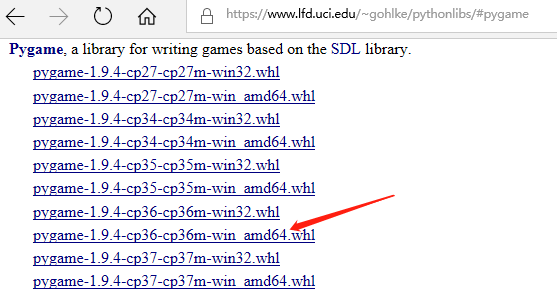 https://www.lfd.uci.edu/~gohlke/pythonlibs/#pygame
Pygame, a library for writing games based on the SDL library.
pygame-1.9.4-cp27-cp27m-win32.whl
pygame-1.9.4-cp27-cp27m-win_amd64.whl
pygame-1.9.4-cp34-cp34m-win32.whl
pygame-1.9.4-cp34-cp34m-win_amd64.whl
pygame-1.9.4-cp35-cp35m-win32.whl
pygame-1.9.4-cp35-cp35m-win_amd64.whl
pygame-1.9.4-cp36-cp36m-win32.whl
pygame-1.9.4-cp36-cp36m-win_amd64.whl
pygame-1.9.4-cp37-cp37m-win32.whl
pygame-1.9.4-cp37-cp37m-win_amd64.whl